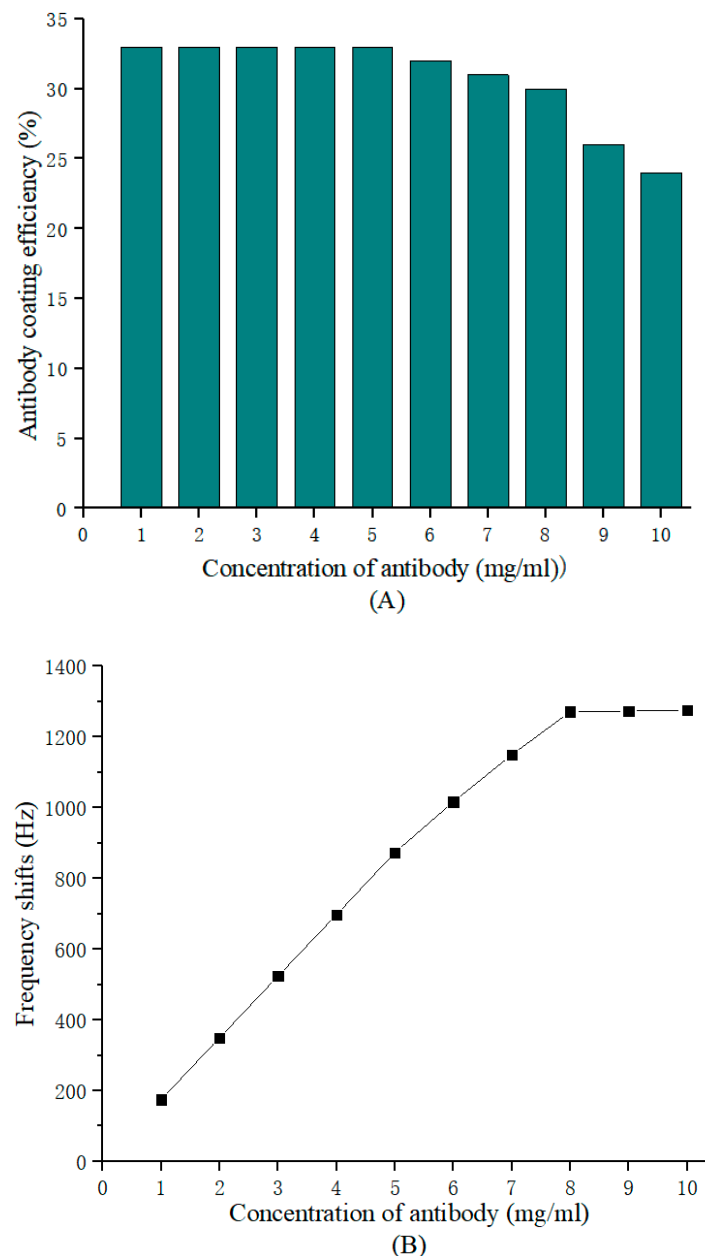 Antibody coating efficiency (%)
35
30
25
20
15
10
5
0
0 1 2 3 4 5 6 7 8 9 10
Concentration of antibody (mg/ml))
(A)
Frequency shifts (Hz)
1400
1200
1000
800
600
400
200
0
0 1 2 3 4 5 6 7 8 9 10
Concentration of antibody (mg/ml)
(B)